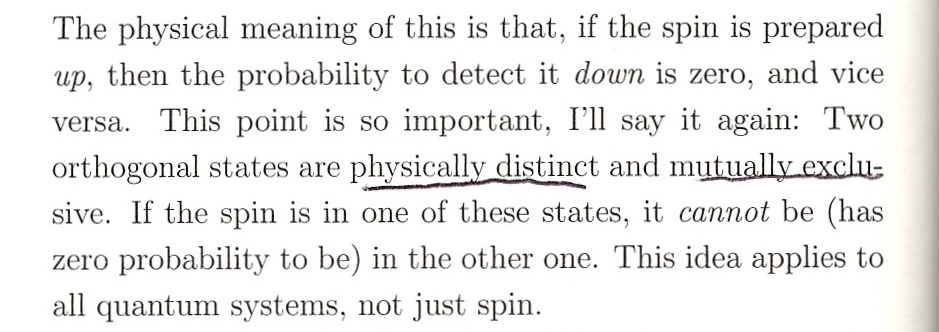 The physical meaning of this is that, if the spin is prepared
up, then the probability to detect it down is zero, and vice
versa. This point is so important, I'll say it again: Two
orthogonal states are physically distinct and mutually exclu-
sive. If the spin is in one of these states, it cannot be (has
zero probability to be) in the other one. This idea applies to
all quantum systems, not just spin.